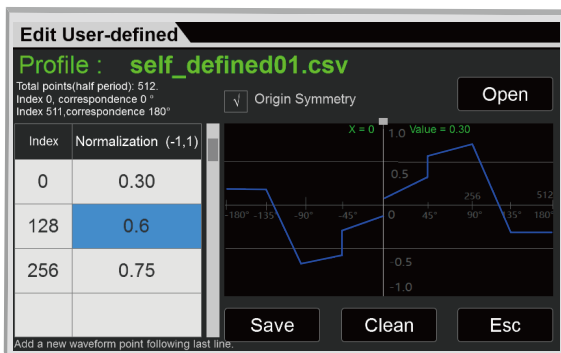 Edit User-defined
Profile : self_defined01.csv
Total points(half period): 512.
Index 0, correspondence 0 °
Index 511,correspondence 180°
√ Origin Symmetry
Open
Index Normalization (-1,1)
0 0.30
128 0.6
256 0.75
X = 0 1.0 Value = 0.30
0.5
256 512
-180° -135° -90° -45° 0 45° 90° 135° 180°
-0.5
-1.0
Save Clean Esc
Add a new waveform point following last line.